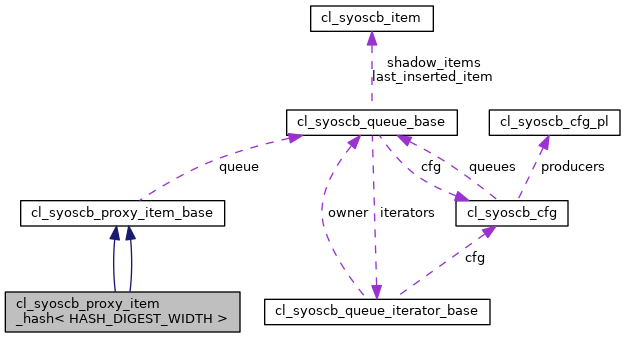 cl_syoscb_item
shadow_items
last_inserted_item
cl_syoscb_queue_base
cl_syoscb_cfg_pl
queue
cfg
queues
producers
cl_syoscb_proxy_item_base
owner
iterators
cl_syoscb_cfg
cfg
cl_syoscb_proxy_item
_hash< HASH_DIGEST_WIDTH >
cl_syoscb_queue_iterator_base